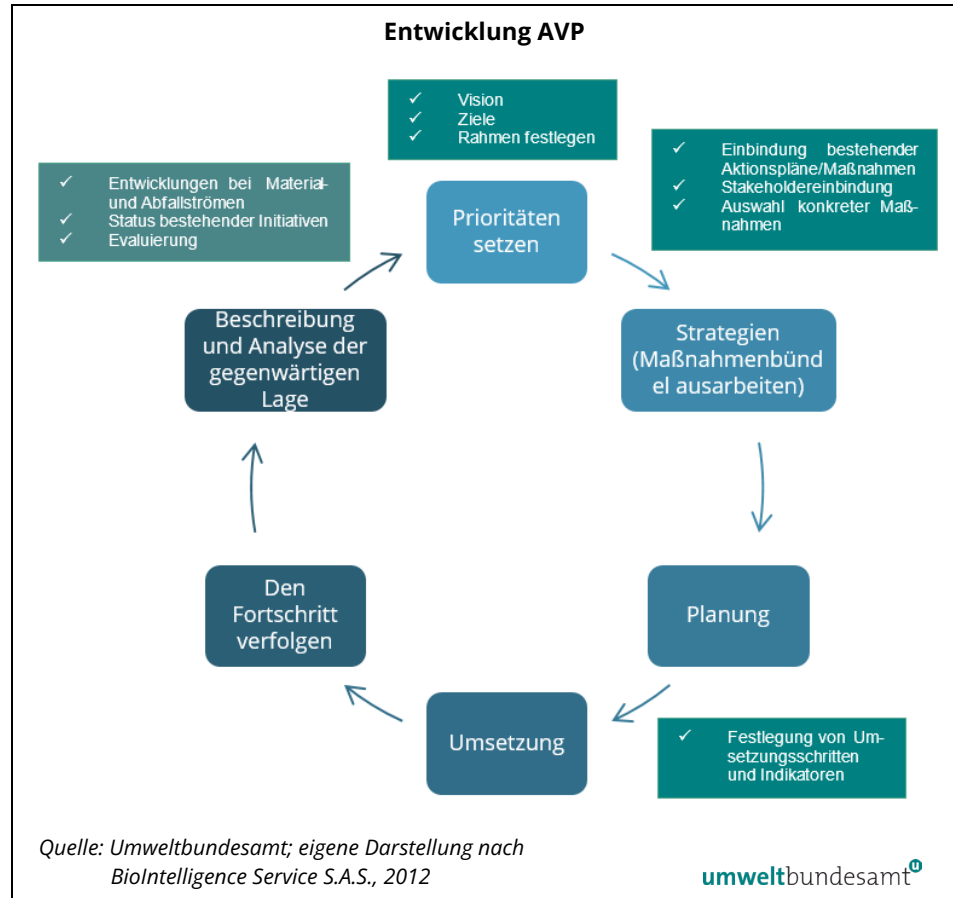 Entwicklung AVP
✓ Vision
✓ Ziele
✓ Rahmen festlegen
✓ Einbindung bestehender
Aktionspläne/Maßnahmen
✓ Stakeholdereinbindung
✓ Auswahl konkreter Maß-
nahmen
✓ Entwicklungen bei Material-
und Abfallströmen
✓ Status bestehender Initiativen
✓ Evaluierung
Prioritäten
setzen
Beschreibung
und Analyse der
gegenwärtigen
Lage
Strategien
(Maßnahmenbünd
el ausarbeiten)
Den
Fortschritt
verfolgen
Planung
Umsetzung
✓ Festlegung von Um-
setzungsschritten
und Indikatoren
Quelle: Umweltbundesamt; eigene Darstellung nach
BioIntelligence Service S.A.S., 2012
umweltbundesamt u